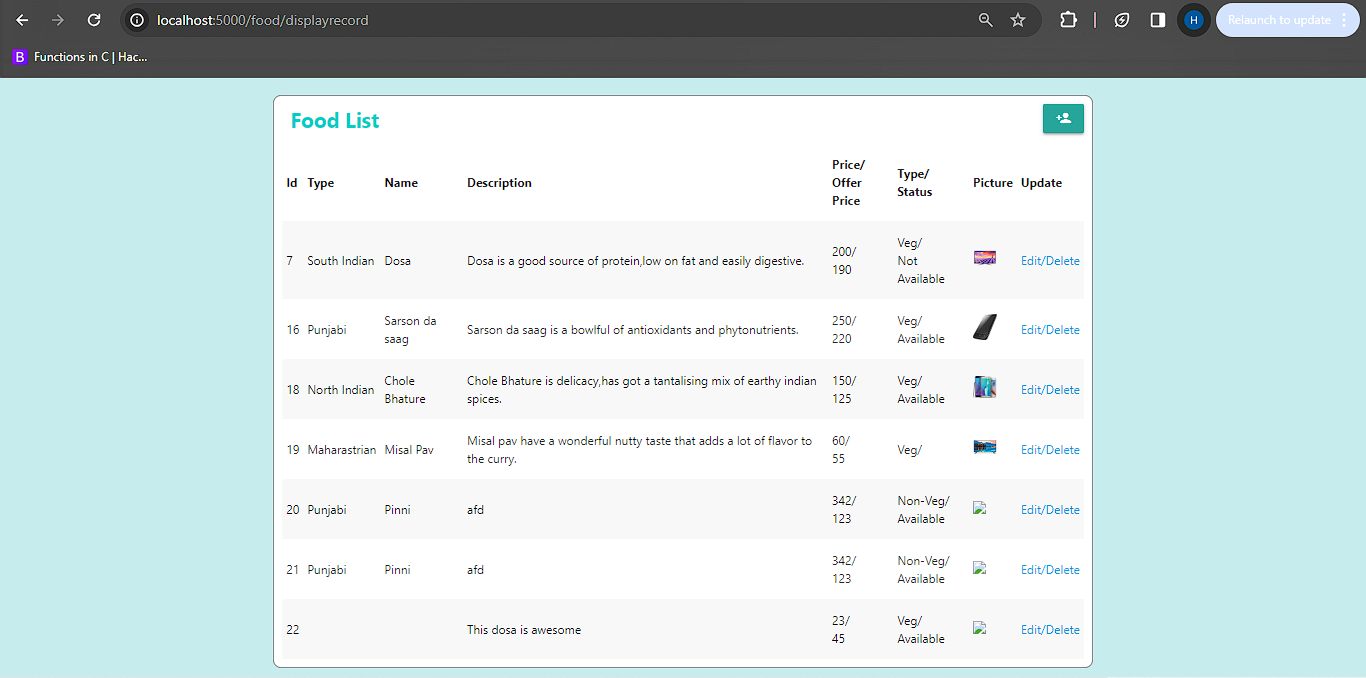 localhost:5000/food/displayrecord
H
Relaunch to update
B
Functions in C | Hac...
Food List
Id Type Name Description Price/ Offer Price Type/ Status Picture Update
7 South Indian Dosa Dosa is a good source of protein,low on fat and easily digestive. 200/ 190 Veg/ Not Available Edit/Delete
16 Punjabi Sarson da saag Sarson da saag is a bowlful of antioxidants and phytonutrients. 250/ 220 Veg/ Available Edit/Delete
18 North Indian Chole Bhature Chole Bhature is delicacy,has got a tantalising mix of earthy indian spices. 150/ 125 Veg/ Available Edit/Delete
19 Maharastrian Misal Pav Misal pav have a wonderful nutty taste that adds a lot of flavor to the curry. 60/ 55 Veg/ Edit/Delete
20 Punjabi Pinni afd 342/ 123 Non-Veg/ Available Edit/Delete
21 Punjabi Pinni afd 342/ 123 Non-Veg/ Available Edit/Delete
22 This dosa is awesome 23/ 45 Veg/ Available Edit/Delete